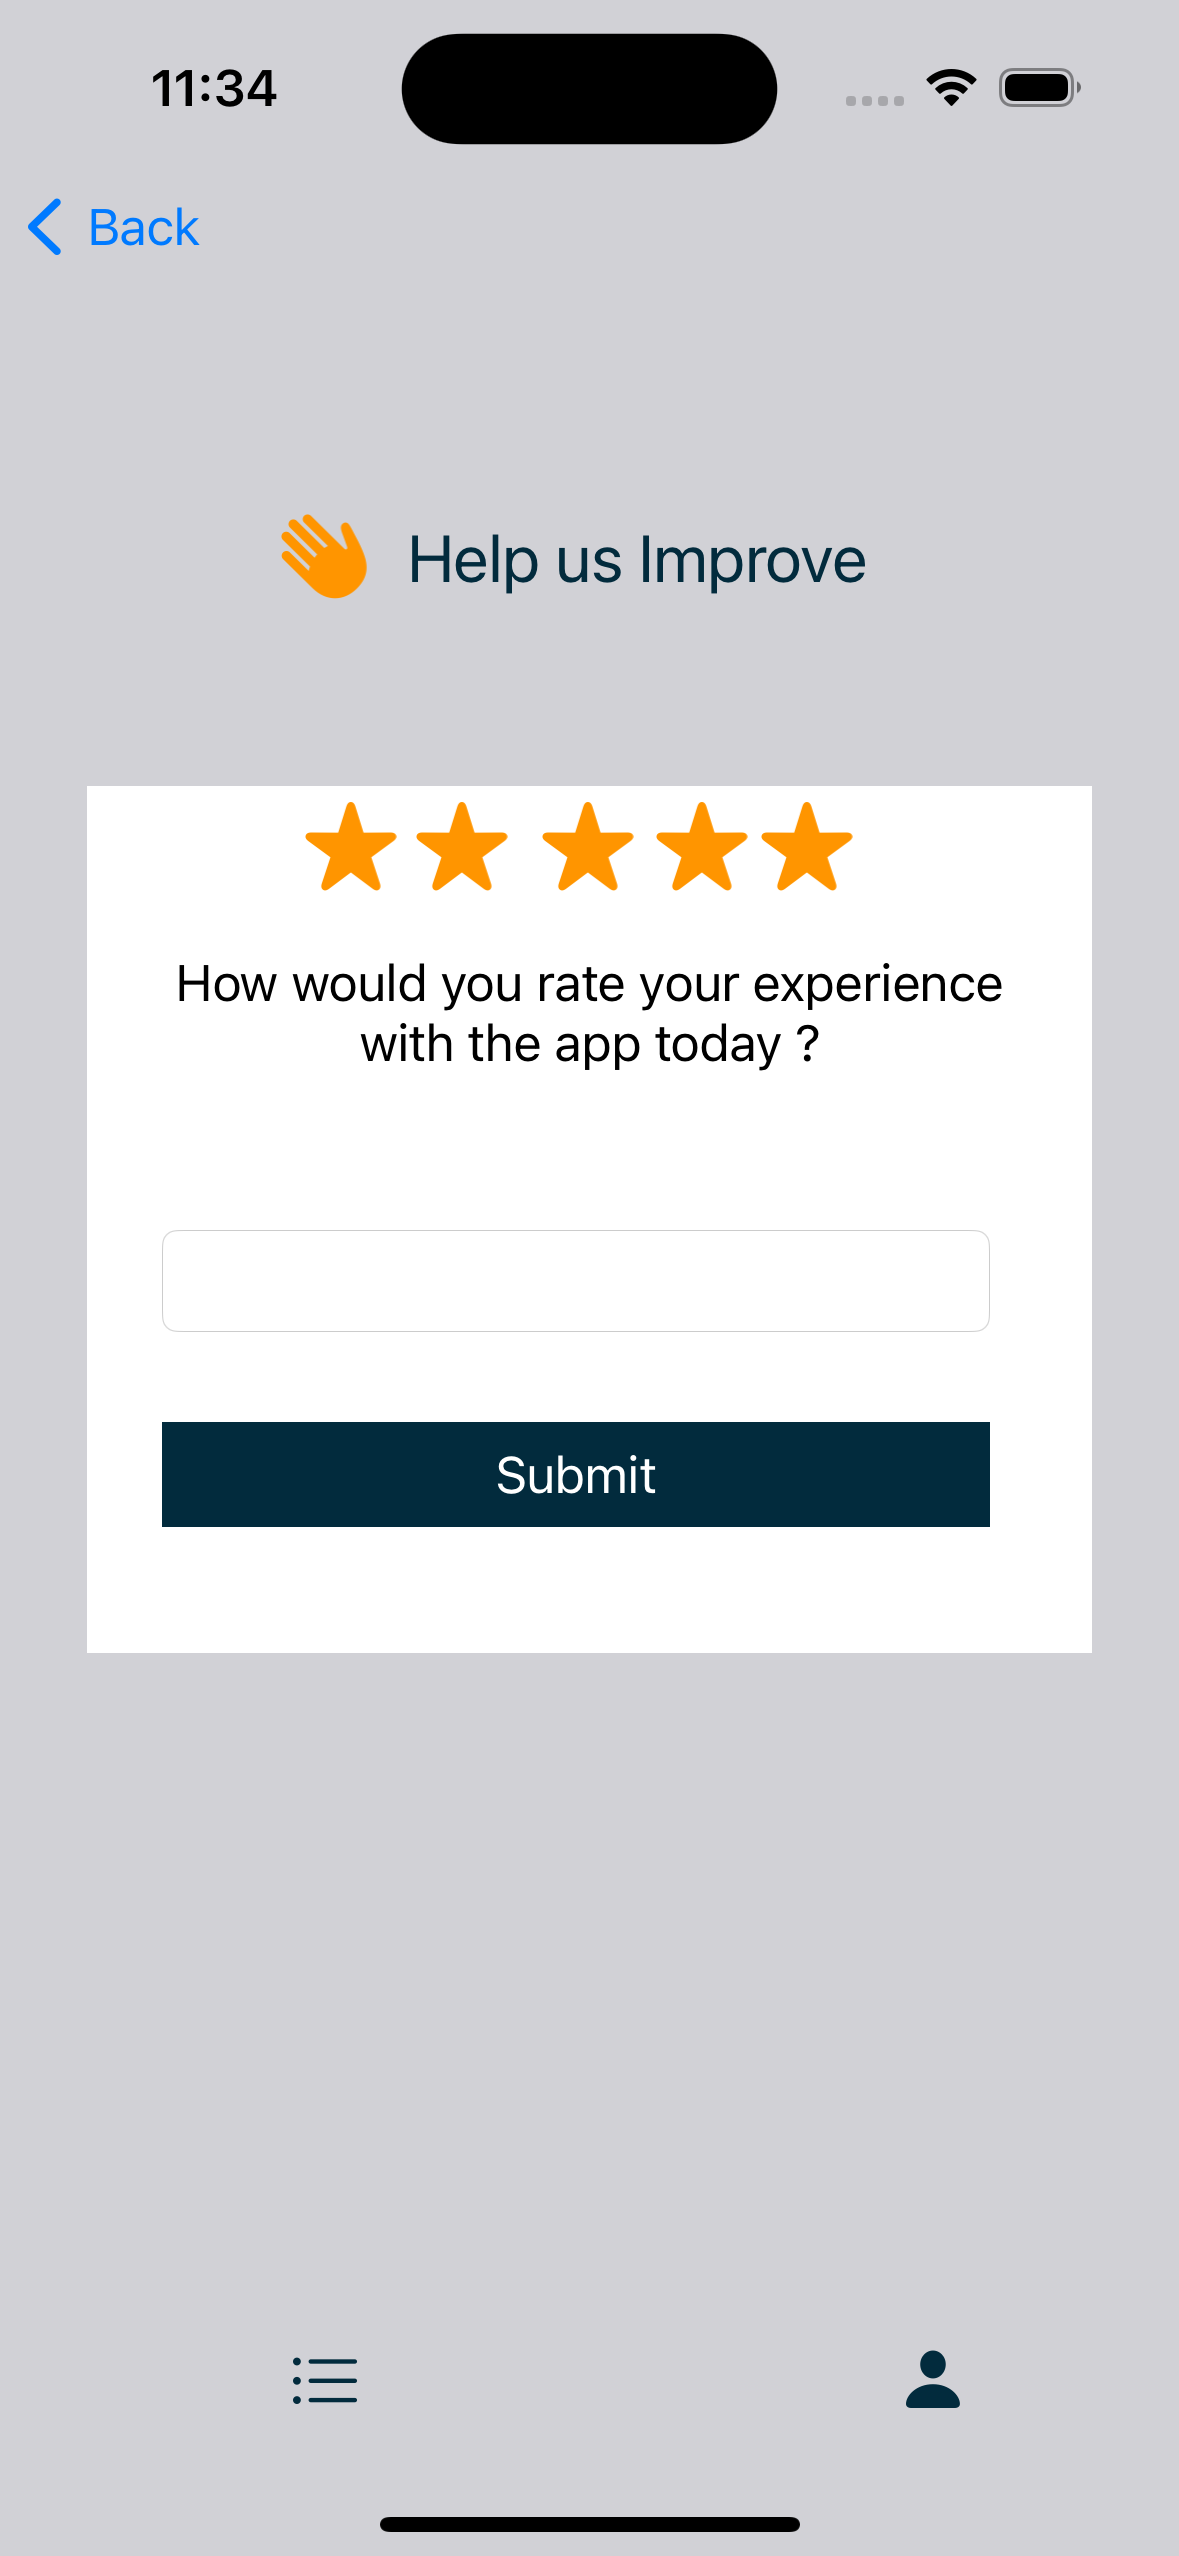 11:34
Back
Help us Improve
How would you rate your experience
with the app today ?
Submit